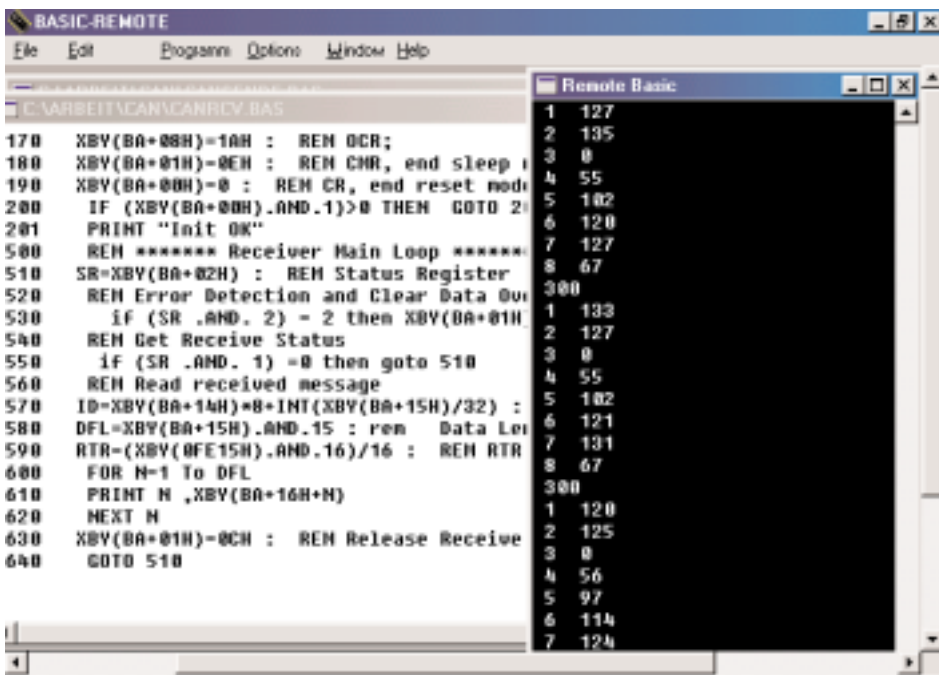 BASIC-REMOTE
File Edit Programm Options Window Help
C:\ARBEIT\CAN\CANRCV.BAS
170 XBY(BA+08H)=1AH : REM OCR;
180 XBY(BA+01H)=0EH : REM CMR, end sleep
190 XBY(BA+00H)=0 : REM CR, end reset mode
200 IF (XBY(BA+00H).AND.1)>0 THEN GOTO 2
201 PRINT "Init OK"
500 REM ******* Receiver Main Loop ******
510 SR=XBY(BA+02H) : REM Status Register
520 REM Error Detection and Clear Data Ov
530 if (SR .AND. 2) = 2 then XBY(BA+01H
540 REM Get Receive Status
550 if (SR .AND. 1) =0 then goto 510
560 REM Read received message
570 ID=XBY(BA+14H)*8+INT(XBY(BA+15H)/32) :
580 DFL=XBY(BA+15H).AND.15 : rem Data Le
590 RTR=(XBY(0FE15H).AND.16)/16 : REM RTR
600 FOR N=1 To DFL
610 PRINT N ,XBY(BA+16H+N)
620 NEXT N
630 XBY(BA+01H)=0CH : REM Release Receive
640 GOTO 510
Remote Basic
1 127
2 135
3 0
4 55
5 102
6 120
7 127
8 67
300
1 133
2 127
3 0
4 55
5 102
6 121
7 131
8 67
300
1 120
2 125
3 0
4 56
5 97
6 114
7 124